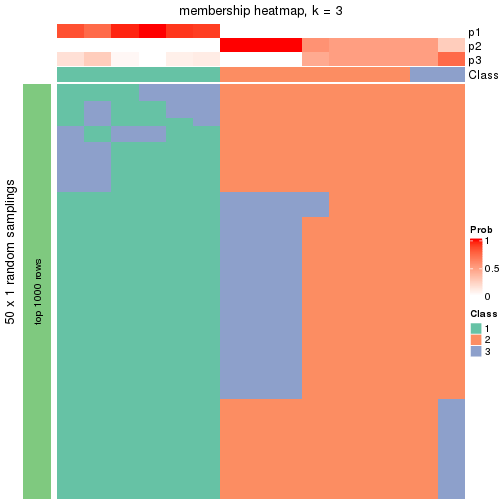 membership heatmap, k = 3
p1
p2
p3
Class
50 x 1 random samplings
top 1000 rows
Prob
1
0.5
0
Class
1
2
3